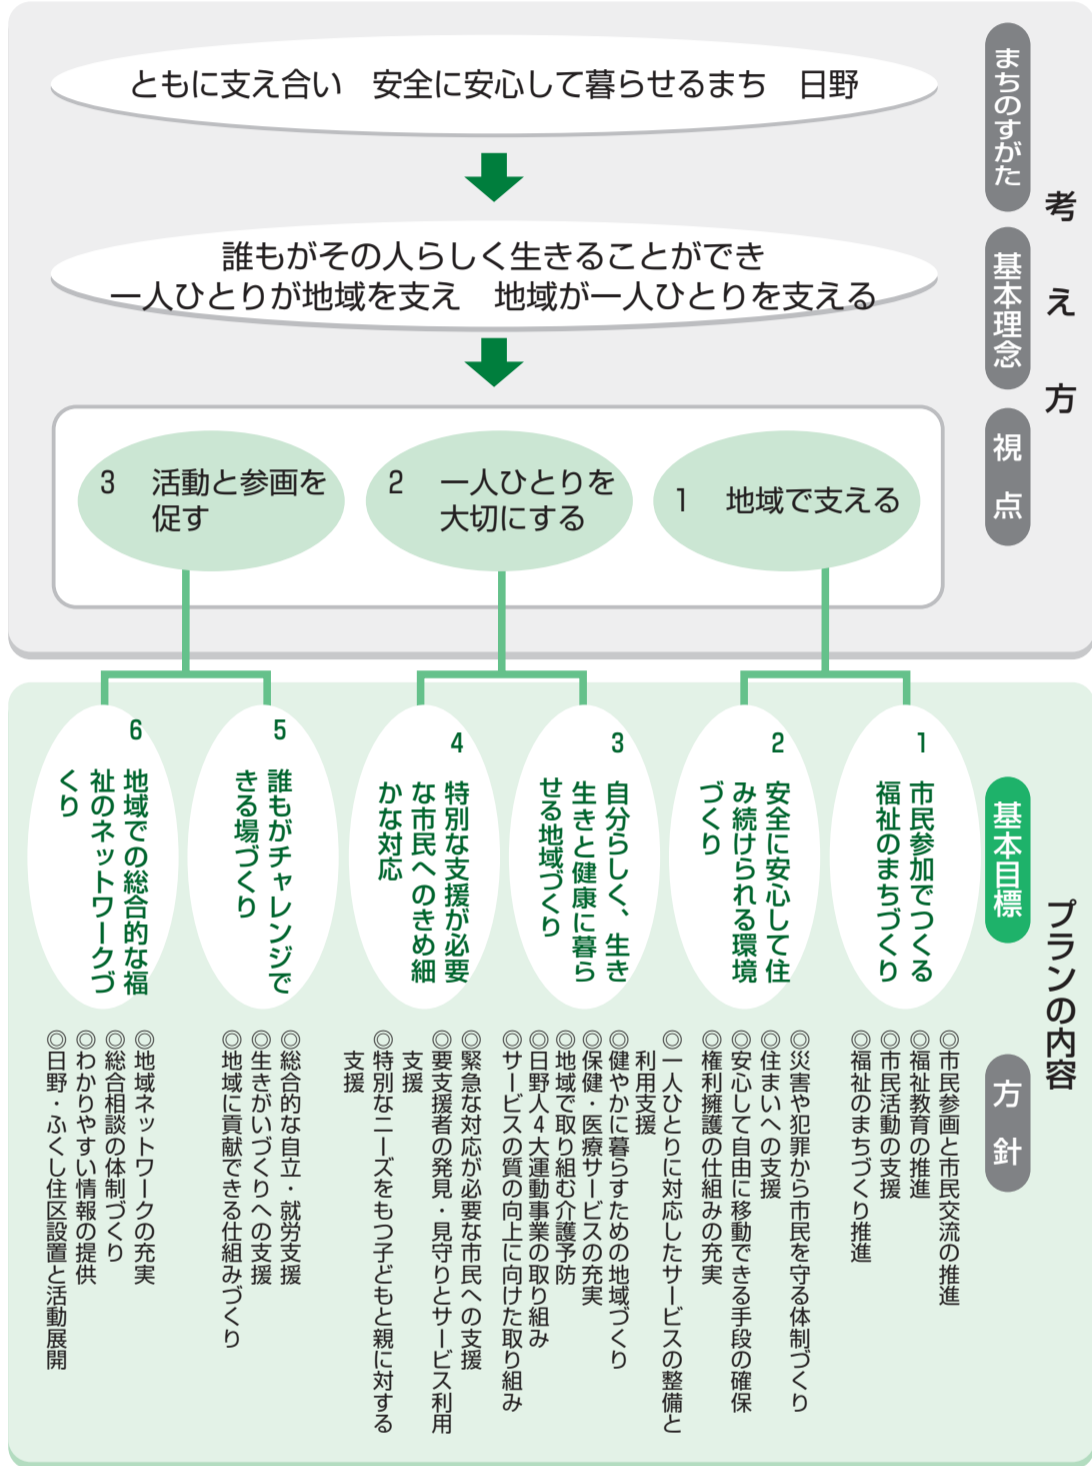 考え方
まちのすがた
ともに支え合い　安全に安心して暮らせるまち　日野
基本理念
誰もがその人らしく生きることができ
一人ひとりが地域を支え　地域が一人ひとりを支える
視点
1　地域で支える
2　一人ひとりを
大切にする
3　活動と参画を
促す
プランの内容
基本目標
方針
1　市民参加でつくる
福祉のまちづくり
◎市民参画と市民交流の推進
◎福祉教育の推進
◎市民活動の支援
◎福祉のまちづくり推進
2　安全に安心して住
み続けられる環境
づくり
◎災害や犯罪から市民を守る体制づくり
◎住まいへの支援
◎安心して自由に移動できる手段の確保
◎権利擁護の仕組みの充実
3　自分らしく、生き
生きと健康に暮ら
せる地域づくり
◎一人ひとりに対応したサービスの整備と
利用支援
◎健やかに暮らすための地域づくり
◎保健・医療サービスの充実
◎地域で取り組む介護予防
◎日野人4大運動事業の取り組み
◎サービスの質の向上に向けた取り組み
4　特別な支援が必要
な市民へのきめ細
かな対応
◎緊急な対応が必要な市民への支援
◎要支援者の発見・見守りとサービス利用
支援
◎特別なニーズをもつ子どもと親に対する
支援
5　誰もがチャレンジで
きる場づくり
◎総合的な自立・就労支援
◎生きがいづくりへの支援
◎地域に貢献できる仕組みづくり
6　地域での総合的な福
祉のネットワークづ
くり
◎地域ネットワークの充実
◎総合相談の体制づくり
◎わかりやすい情報の提供
◎日野・ふくし住区設置と活動展開